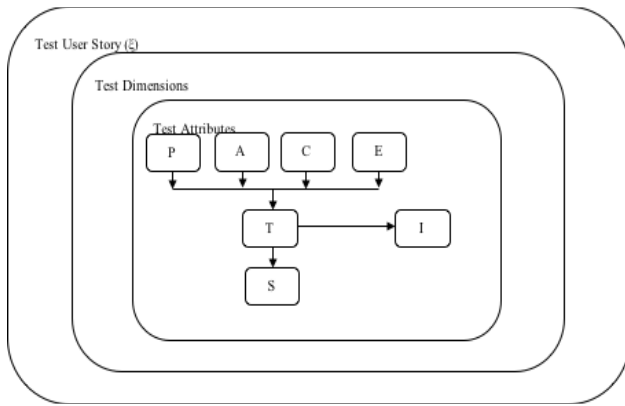 Test User Story (ξ)
Test Dimensions
Test Attributes
P A C E
T I
S